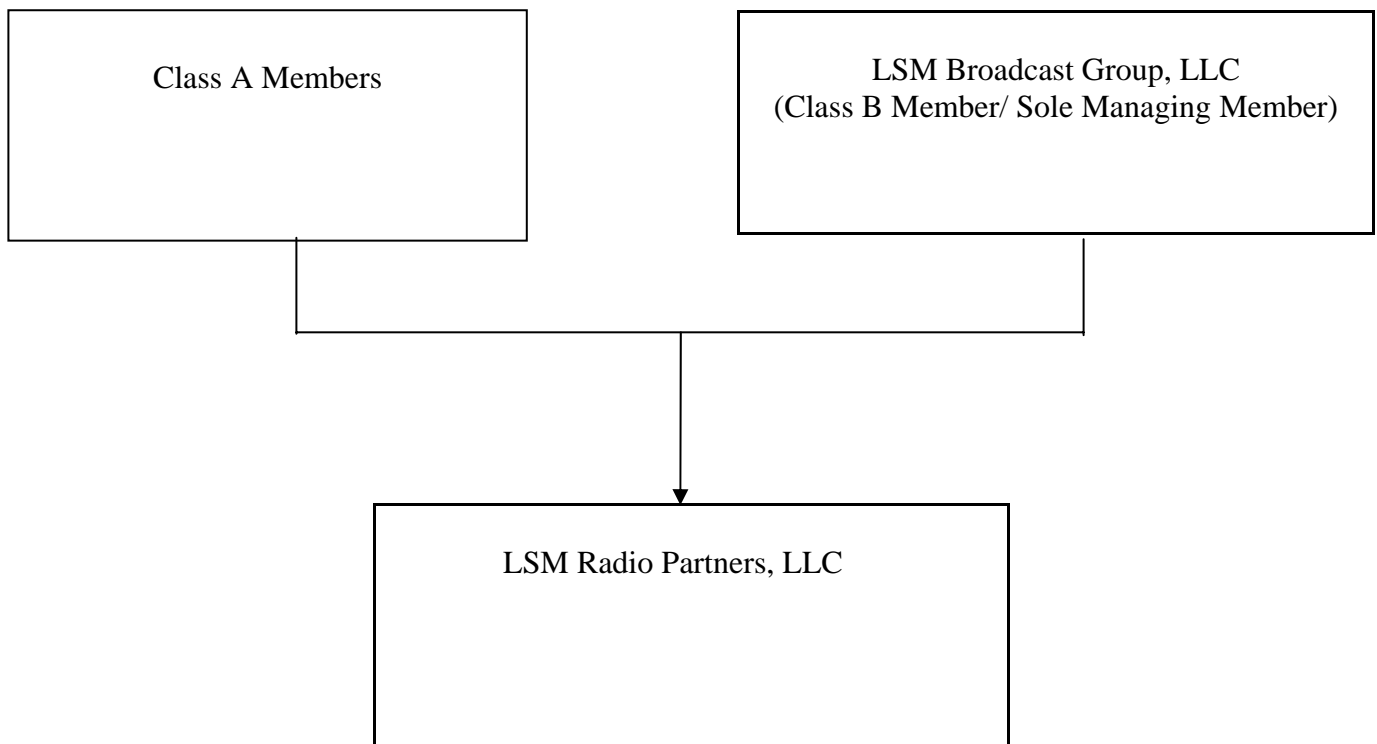 Class A Members
LSM Broadcast Group, LLC
(Class B Member/ Sole Managing Member)
LSM Radio Partners, LLC